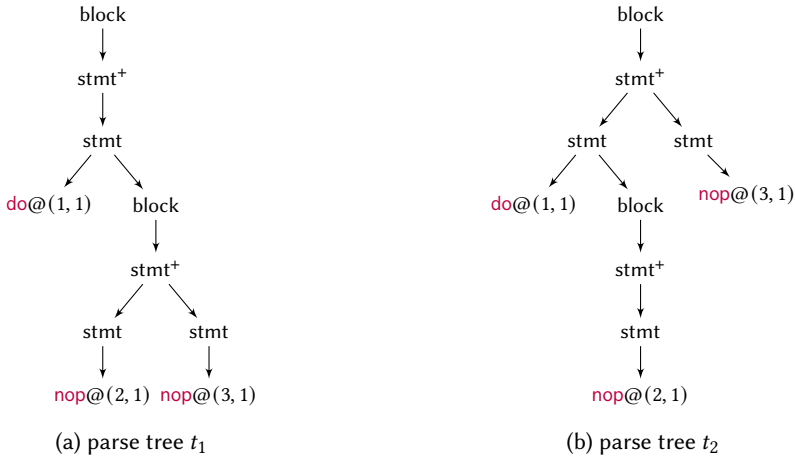 block block
stmt+ stmt+
stmt stmt stmt
do@(1, 1) block do@(1, 1) block nop@(3, 1)
stmt+ stmt+
stmt stmt stmt
nop@(2, 1) nop@(3, 1) nop@(2, 1)
(a) parse tree t1 (b) parse tree t2